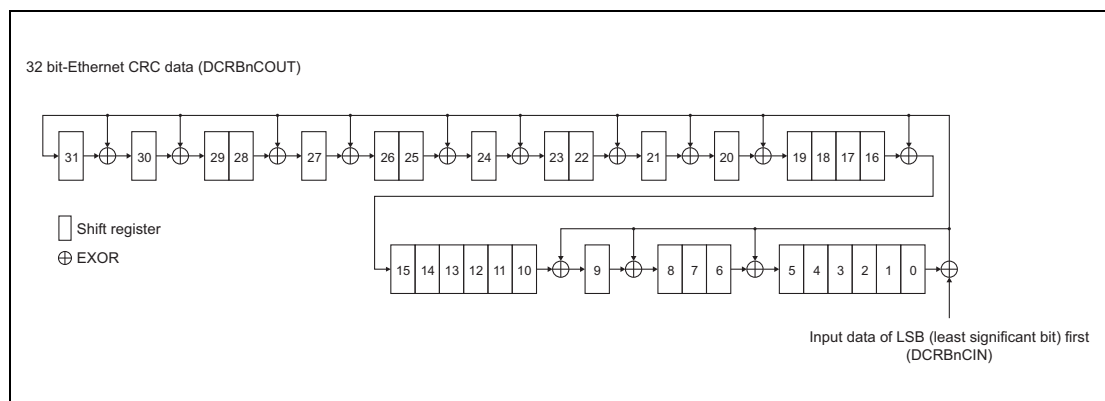 32 bit-Ethernet CRC data (DCRBnCOUT)
31 30 29 28 27 26 25 24 23 22 21 20 19 18 17 16
Shift register
EXOR
15 14 13 12 11 10 9 8 7 6 5 4 3 2 1 0
Input data of LSB (least significant bit) first
(DCRBnCIN)